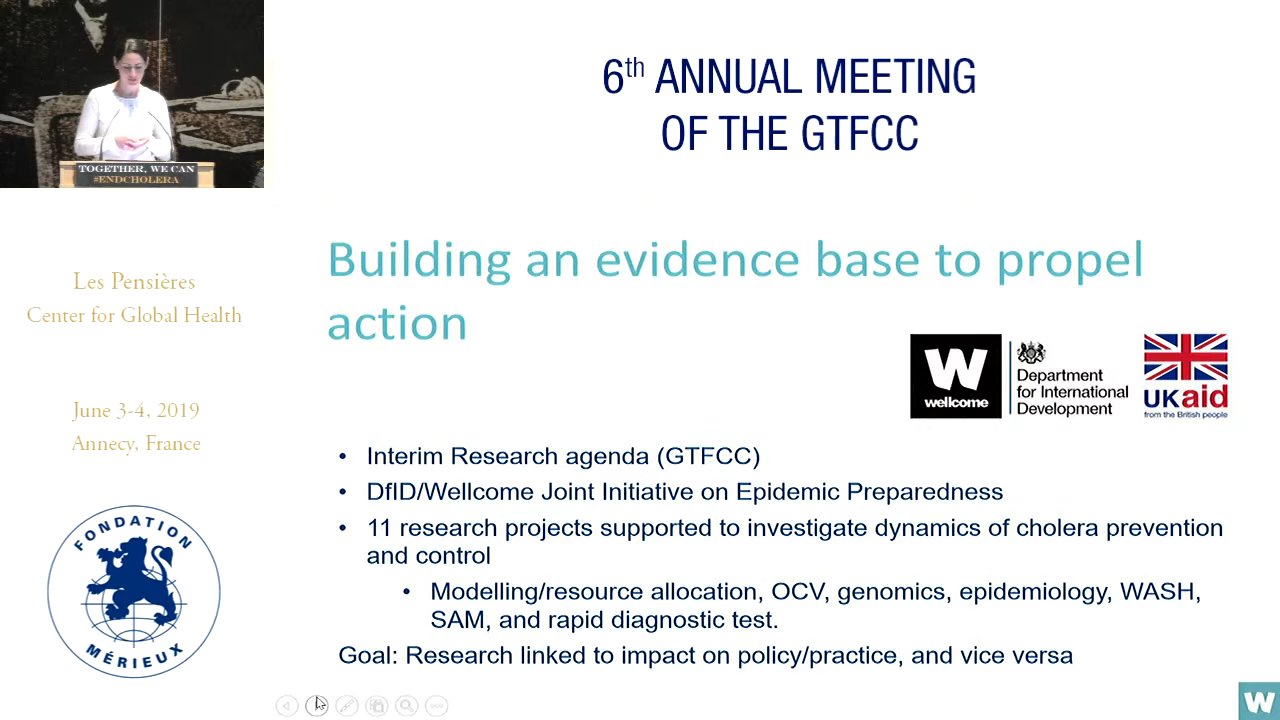 TOGETHER, WE CAN
#ENDCHOLERA
Les Pensières
Center for Global Health
June 3-4, 2019
Annecy, France
FONDATION
MÉRIEUX
6th ANNUAL MEETING
OF THE GTFCC
Building an evidence base to propel
action
W
wellcome
Department
for International
Development
UKaid
from the British people
• Interim Research agenda (GTFCC)
• DfID/Wellcome Joint Initiative on Epidemic Preparedness
• 11 research projects supported to investigate dynamics of cholera prevention
and control
• Modelling/resource allocation, OCV, genomics, epidemiology, WASH,
SAM, and rapid diagnostic test.
Goal: Research linked to impact on policy/practice, and vice versa
W